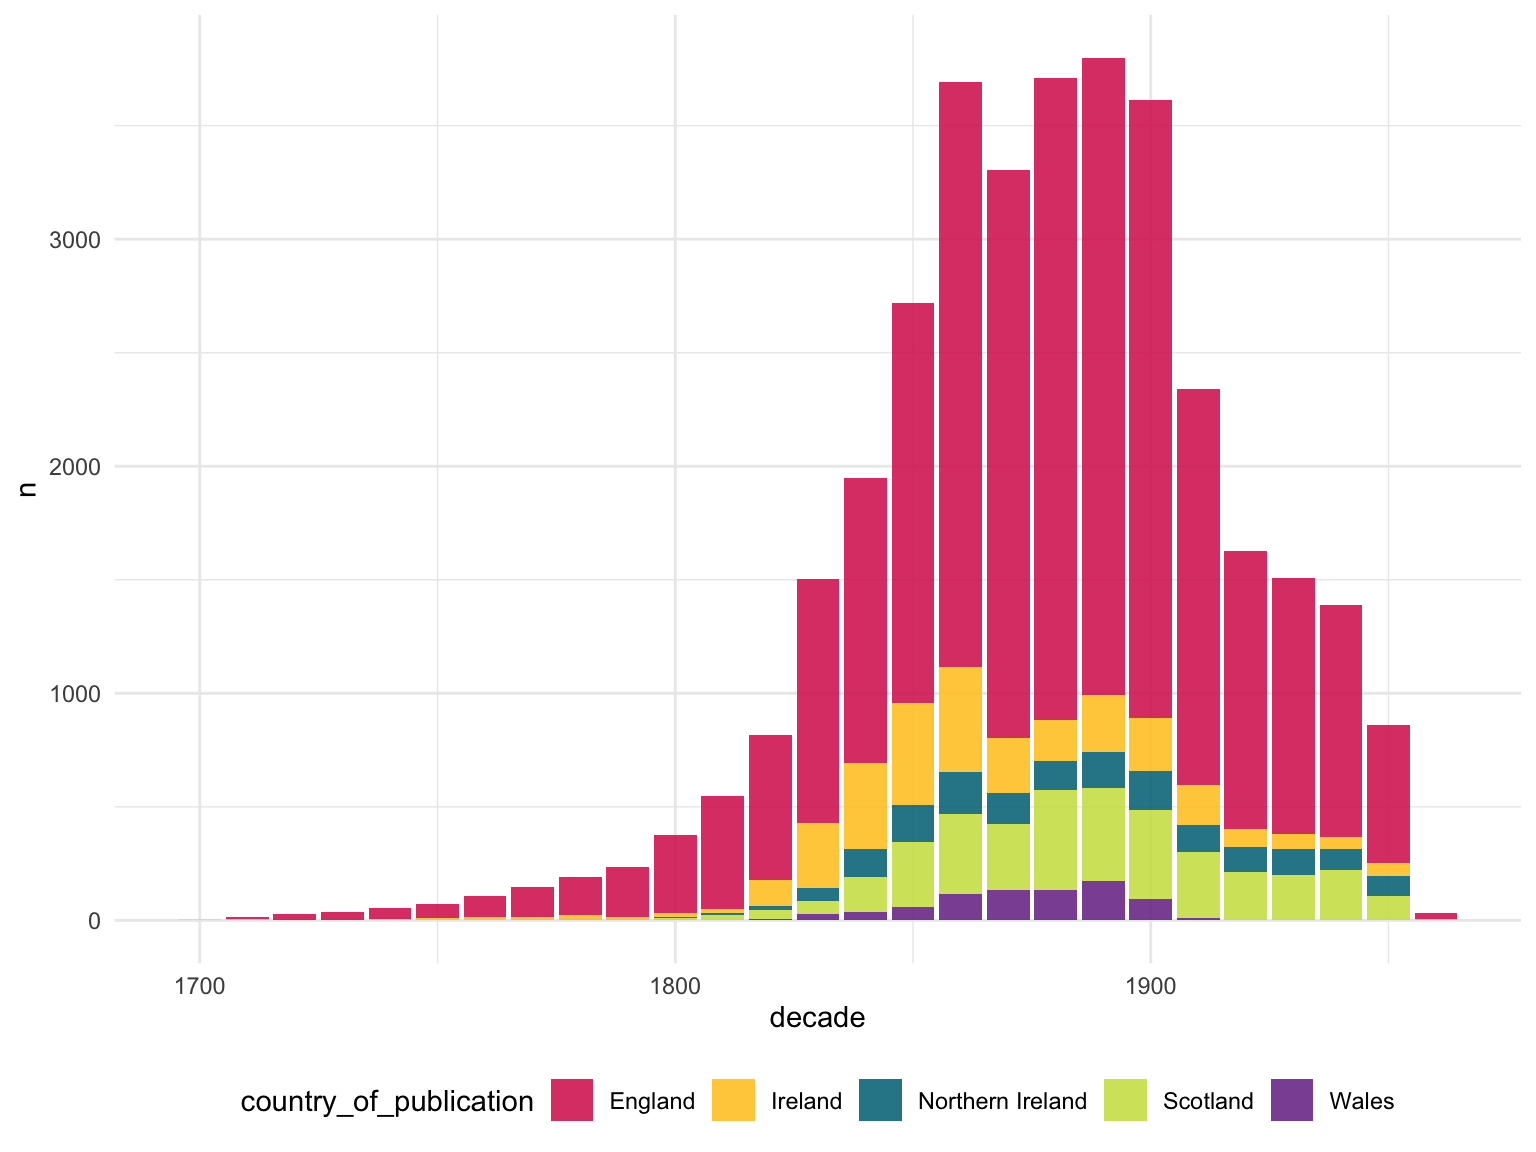 3000
2000
n
1000
0
1700 1800 1900
decade
country_of_publication England Ireland Northern Ireland Scotland Wales